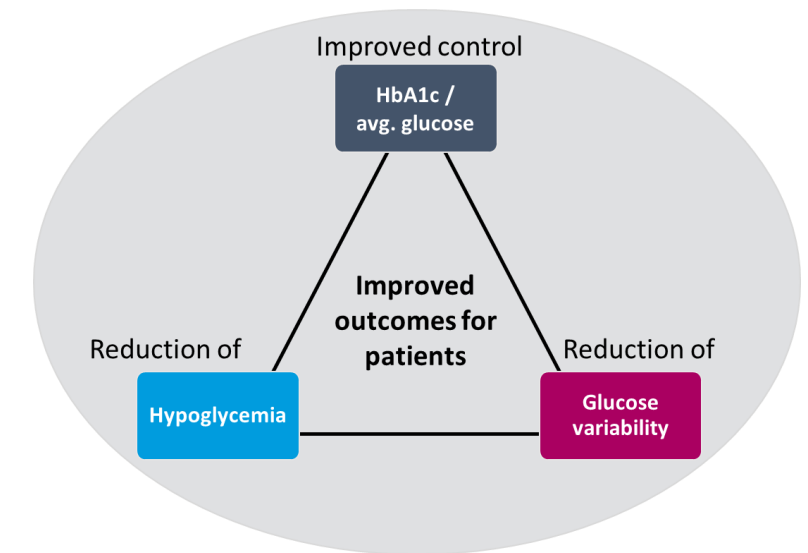 Improved control
HbA1c /
avg. glucose
Improved
outcomes for
patients
Reduction of
Hypoglycemia
Reduction of
Glucose
variability